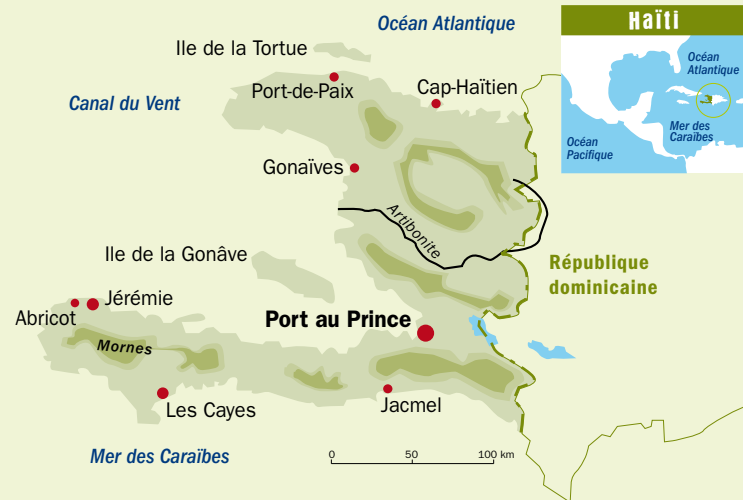 Océan Atlantique
Haïti
Ile de la Tortue
Océan
Atlantique
Canal du Vent
Port-de-Paix
Cap-Haïtien
Mer des
Caraïbes
Océan
Pacifique
Gonaïves
Artibonite
Ile de la Gonâve
République
dominicaine
Jérémie
Abricot
Port au Prince
Mornes
Les Cayes
Jacmel
Mer des Caraïbes
0 50 100 km